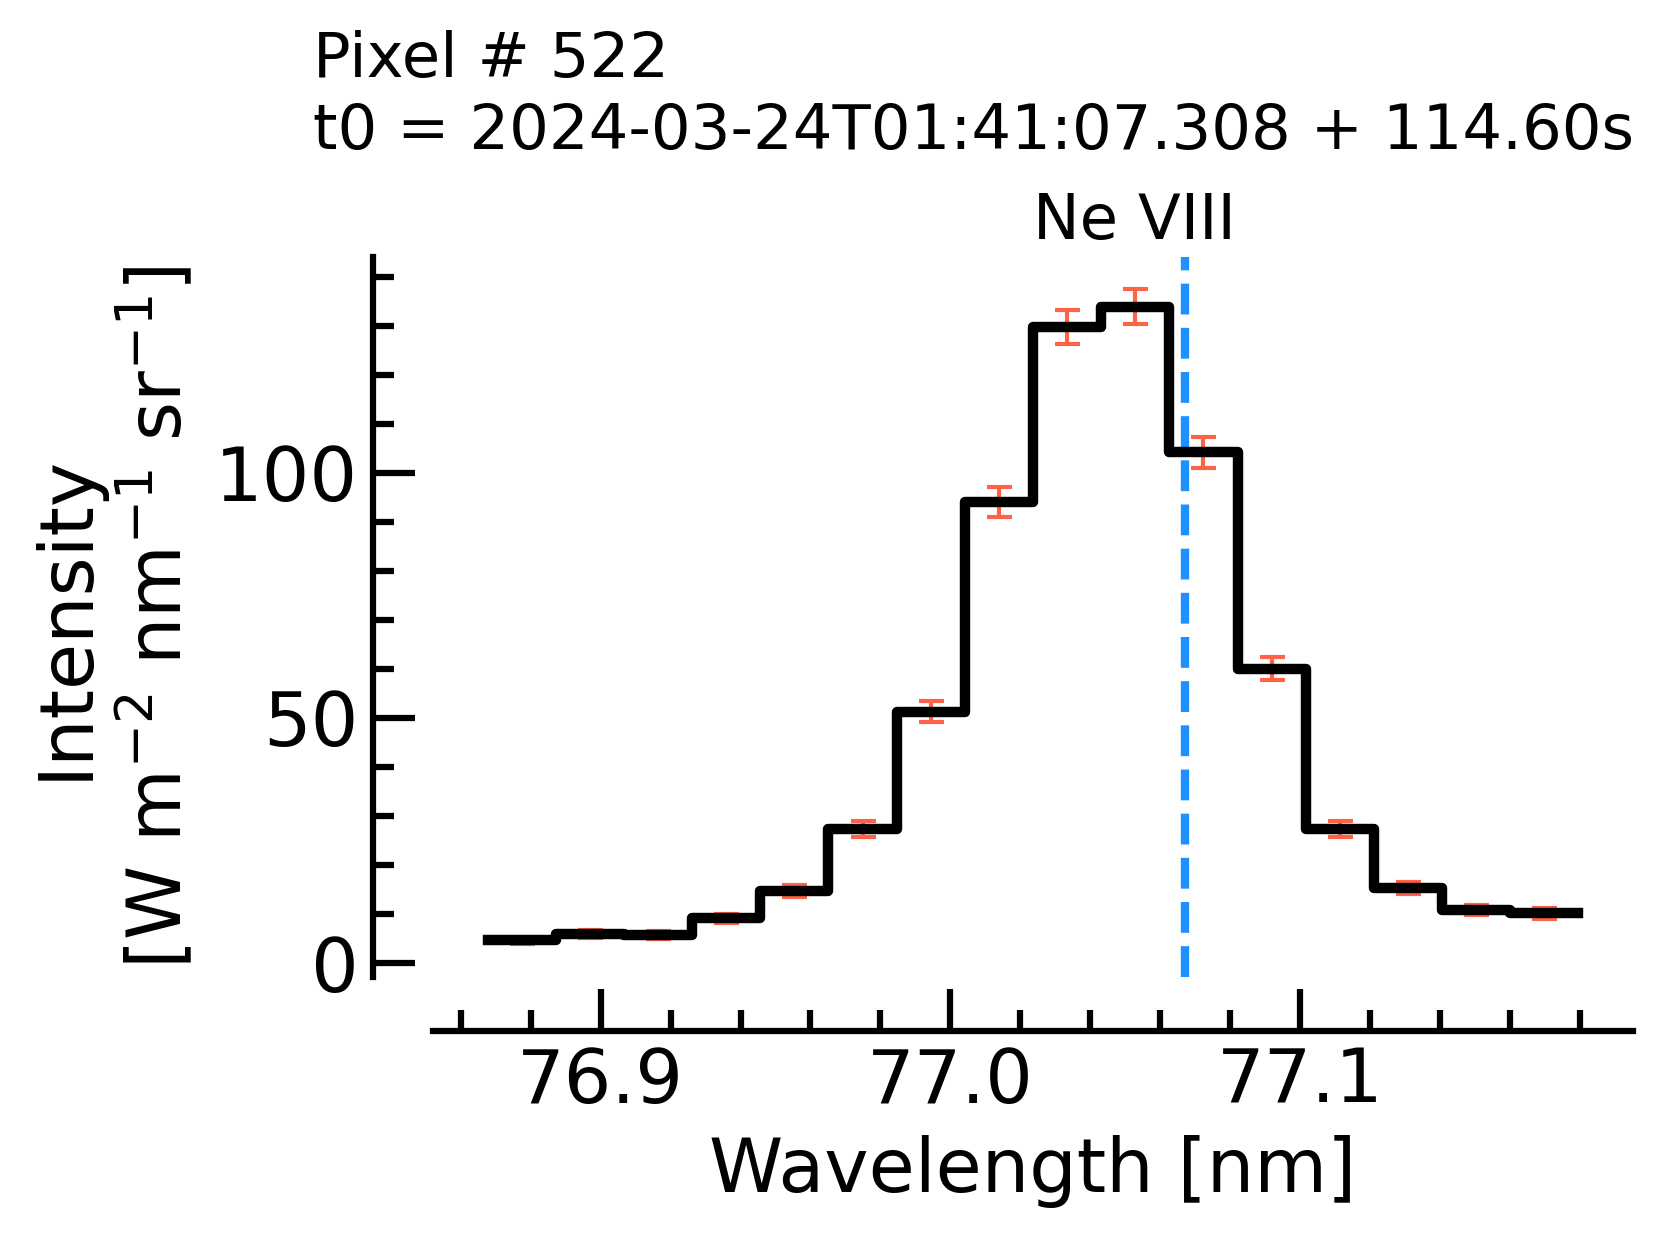 Pixel # 522
t0 = 2024-03-24T01:41:07.308 + 114.60s
Ne VIII
Intensity
[W m⁻² nm⁻¹ sr⁻¹]
100
50
0
76.9 77.0 77.1
Wavelength [nm]